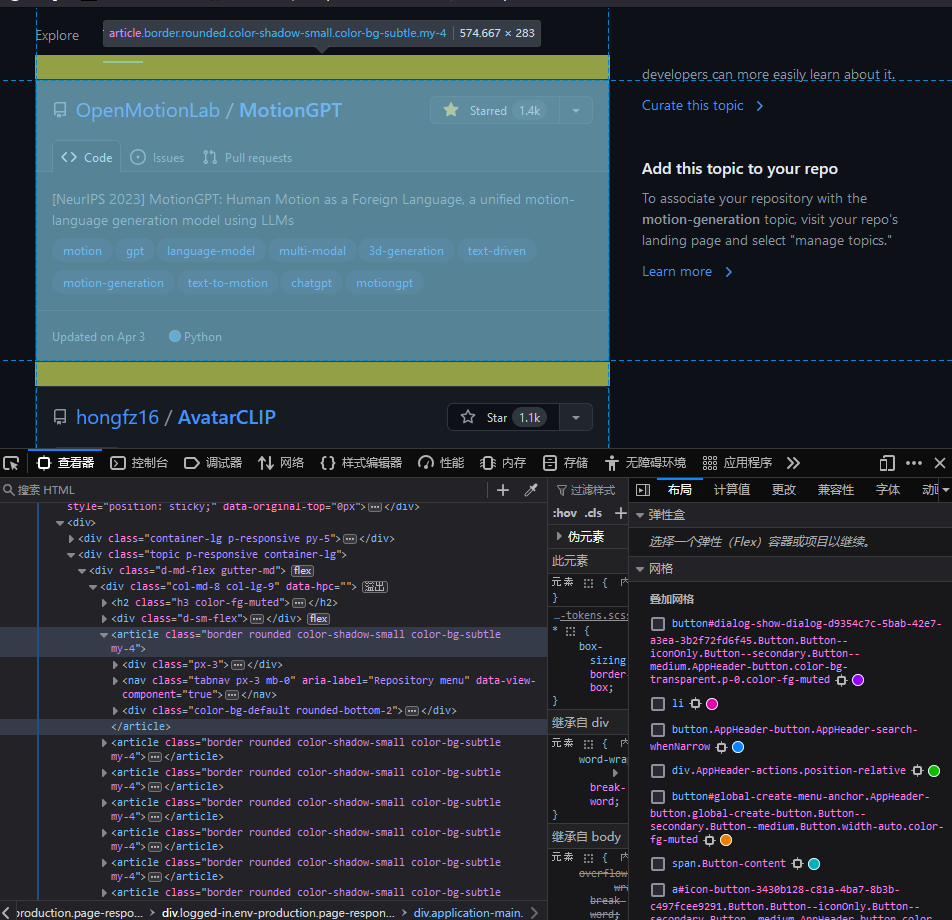 Explore
article.border.rounded.color-shadow-small.color-bg-subtle.my-4 574.667 × 283
developers can more easily learn about it.
Curate this topic
OpenMotionLab / MotionGPT
Starred 1.4k
Code Issues Pull requests
[NeurIPS 2023] MotionGPT: Human Motion as a Foreign Language, a unified motion-
language generation model using LLMs
motion gpt language-model multi-modal 3d-generation text-driven
motion-generation text-to-motion chatgpt motiongpt
Updated on Apr 3 Python
Add this topic to your repo
To associate your repository with the
motion-generation topic, visit your repo's
landing page and select "manage topics."
Learn more
hongfz16 / AvatarCLIP
Star 1.1k
查看器 控制台 调试器 网络 样式编辑器 性能 内存 存储 无障碍环境 应用程序
搜索 HTML
style="position: sticky;" data-original-top="0px"></div>
<div>
<div class="container-lg p-responsive py-5"></div>
<div class="topic p-responsive container-lg">
<div class="d-md-flex gutter-md"> flex
<div class="col-md-8 col-lg-9" data-hpc=""> 溢出
<h2 class="h3 color-fg-muted"></h2>
<div class="d-sm-flex"></div> flex
<article class="border rounded color-shadow-small color-bg-subtle
my-4">
<div class="px-3"></div>
<nav class="tabnav px-3 mb-0" aria-label="Repository menu" data-view-
component="true"></nav>
<div class="color-bg-default rounded-bottom-2"></div>
</article>
<article class="border rounded color-shadow-small color-bg-subtle
my-4"></article>
<article class="border rounded color-shadow-small color-bg-subtle
my-4"></article>
<article class="border rounded color-shadow-small color-bg-subtle
my-4"></article>
<article class="border rounded color-shadow-small color-bg-subtle
my-4"></article>
<article class="border rounded color-shadow-small color-bg-subtle
my-4"></article>
<article class="border rounded color-shadow-small color-bg-subtle
production.page-respo... div.logged-in.env-production.page-respon... div.application-main.
过滤样式
:hov .cls +
伪元素
此元素
元素 {
}
…-tokens.scss
* {
box-
sizing
border-
box;
}
继承自 div
元素 {
word-wra
break-
word;
}
继承自 body
元素 {
overflow
wr
break-
word;
布局 计算值 更改 兼容性 字体
弹性盒
选择一个弹性（Flex）容器或项目以继续。
网格
叠加网格
button#dialog-show-dialog-d9354c7c-5bab-42e7-
a3ea-3b2f72fd6f45.Button.Button--
iconOnly.Button--secondary.Button--
medium.AppHeader-button.color-bg-
transparent.p-0.color-fg-muted
li
button.AppHeader-button.AppHeader-search-
whenNarrow
div.AppHeader-actions.position-relative
button#global-create-menu-anchor.AppHeader-
button.global-create-button.Button--
secondary.Button--medium.Button.width-auto.color-
fg-muted
span.Button-content
a#icon-button-3430b128-c81a-4ba7-8b3b-
c497fcee9291.Button.Button--iconOnly.Button--
secondary.Button--medium.AppHeader-